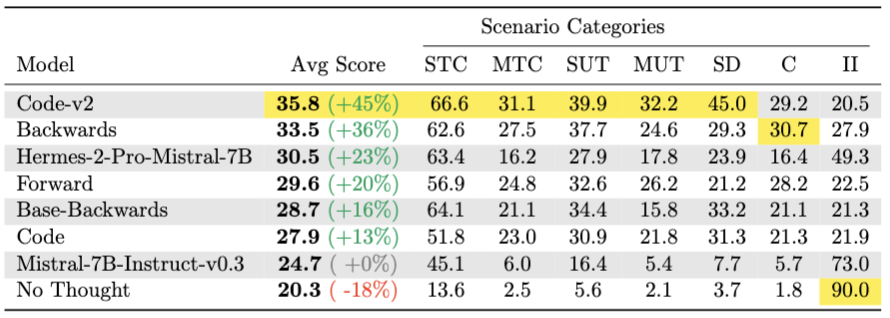 Scenario Categories
Model Avg Score STC MTC SUT MUT SD C II
Code-v2 35.8 (+45%) 66.6 31.1 39.9 32.2 45.0 29.2 20.5
Backwards 33.5 (+36%) 62.6 27.5 37.7 24.6 29.3 30.7 27.9
Hermes-2-Pro-Mistral-7B 30.5 (+23%) 63.4 16.2 27.9 17.8 23.9 16.4 49.3
Forward 29.6 (+20%) 56.9 24.8 32.6 26.2 21.2 28.2 22.5
Base-Backwards 28.7 (+16%) 64.1 21.1 34.4 15.8 33.2 21.1 21.3
Code 27.9 (+13%) 51.8 23.0 30.9 21.8 31.3 21.3 21.9
Mistral-7B-Instruct-v0.3 24.7 ( +0%) 45.1 6.0 16.4 5.4 7.7 5.7 73.0
No Thought 20.3 ( -18%) 13.6 2.5 5.6 2.1 3.7 1.8 90.0